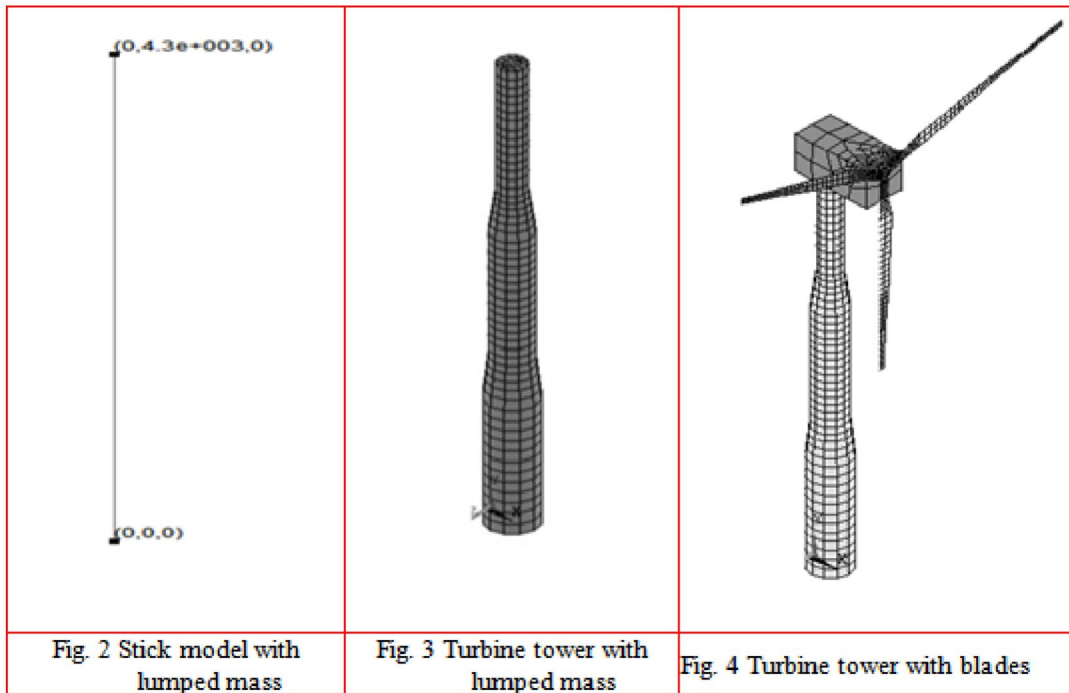 (0,4.3e+003,0)
(0,0,0)
X
X
Fig. 2 Stick model with
lumped mass
Fig. 3 Turbine tower with
lumped mass
Fig. 4 Turbine tower with blades